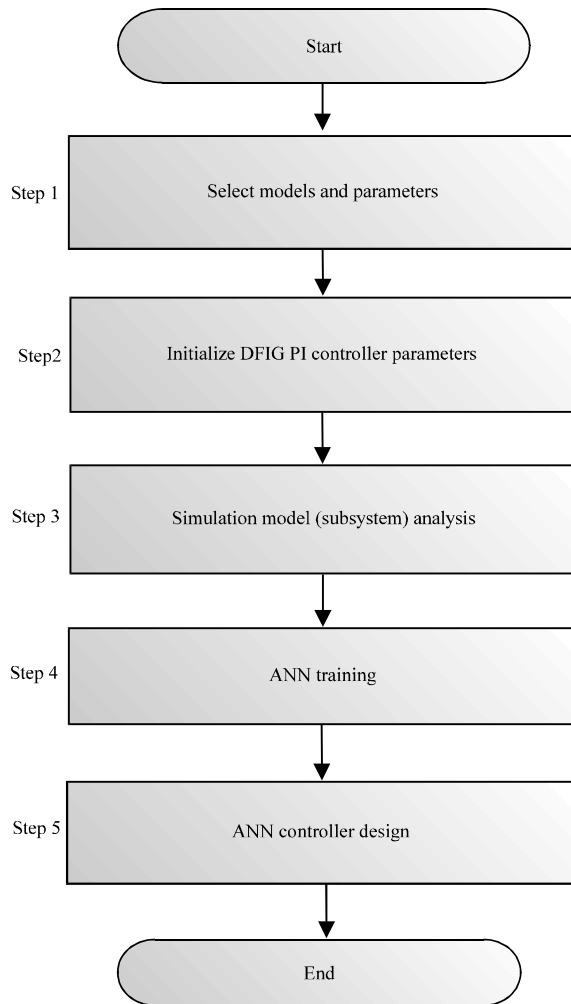 Start
Step 1
Select models and parameters
Step2
Initialize DFIG PI controller parameters
Step 3
Simulation model (subsystem) analysis
Step 4
ANN training
Step 5
ANN controller design
End